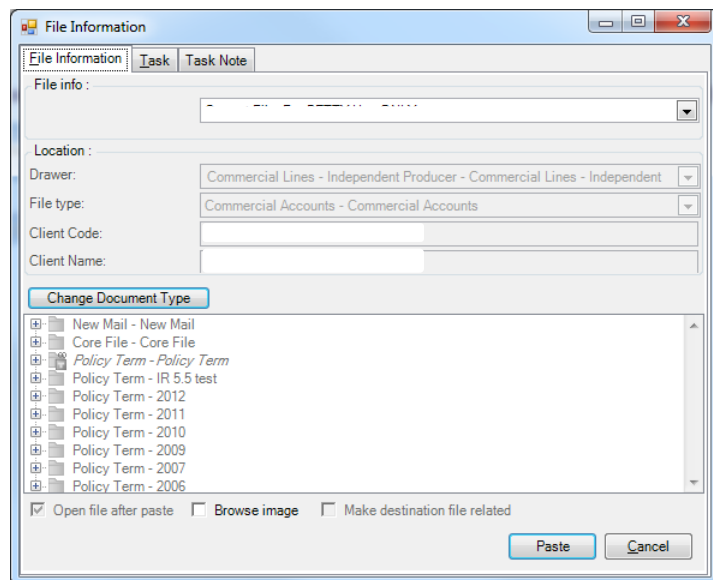 File Information
File Information Task Task Note
File info :
Location :
Drawer: Commercial Lines - Independent Producer - Commercial Lines - Independent
File type: Commercial Accounts - Commercial Accounts
Client Code:
Client Name:
Change Document Type
New Mail - New Mail
Core File - Core File
Policy Term - Policy Term
Policy Term - IR 5.5 test
Policy Term - 2012
Policy Term - 2011
Policy Term - 2010
Policy Term - 2009
Policy Term - 2007
Policy Term - 2006
Open file after paste Browse image Make destination file related
Paste Cancel